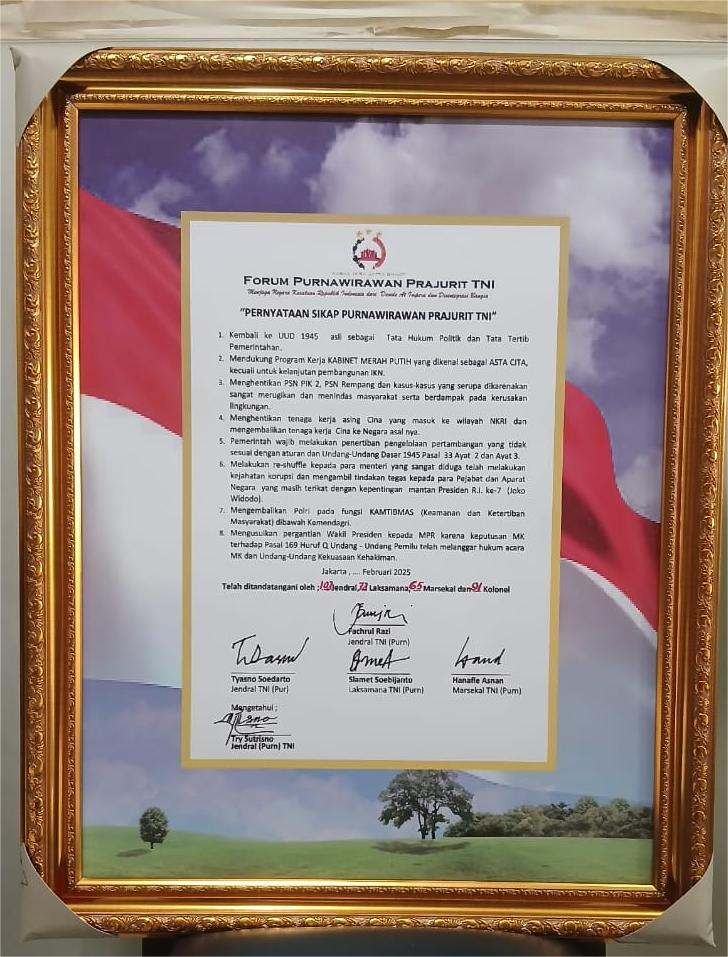 FORUM PURNAWIRAWAN PRAJURIT TNI
Menjaga Negara Kesatuan Republik Indonesia dari Devide At Impera dan Disintegrasi Bangsa
"PERNYATAAN SIKAP PURNAWIRAWAN PRAJURIT TNI"
1. Kembali ke UUD 1945 asli sebagai Tata Hukum Politik dan Tata Tertib
Pemerintahan.
2. Mendukung Program Kerja KABINET MERAH PUTIH yang dikenal sebagai ASTA CITA,
kecuali untuk kelanjutan pembangunan IKN.
3. Menghentikan PSN PIK 2, PSN Rempang dan kasus-kasus yang serupa dikarenakan
sangat merugikan dan menindas masyarakat serta berdampak pada kerusakan
lingkungan.
4. Menghentikan tenaga kerja asing Cina yang masuk ke wilayah NKRI dan
mengembalikan tenaga kerja Cina ke Negara asal nya.
5. Pemerintah wajib melakukan penertiban pengelolaan pertambangan yang tidak
sesuai dengan aturan dan Undang-Undang Dasar 1945 Pasal 33 Ayat 2 dan Ayat 3.
6. Melakukan re-shuffle kepada para menteri yang sangat diduga telah melakukan
kejahatan korupsi dan mengambil tindakan tegas kepada para Pejabat dan Aparat
Negara yang masih terikat dengan kepentingan mantan Presiden R.I. ke-7 (Joko
Widodo).
7. Mengembalikan Polri pada fungsi KAMTIBMAS (Keamanan dan Ketertiban
Masyarakat) dibawah Kemendagri.
8. Mengusulkan pergantian Wakil Presiden kepada MPR karena keputusan MK
terhadap Pasal 169 Huruf Q Undang - Undang Pemilu telah melanggar hukum acara
MK dan Undang-Undang Kekuasaan Kehakiman.
Jakarta , .... Februari 2025
Telah ditandatangani oleh : Jendral, 73 Laksamana, 65 Marsekal dan 91 Kolonel
Fachrul Razi
Jendral TNI (Purn)
Tyasno Soedarto
Jendral TNI (Pur)
Slamet Soebijanto
Laksamana TNI (Purn)
Hanafie Asnan
Marsekal TNI (Purn)
Mengetahui ;
Try Sutrisno
Jendral (Purn) TNI